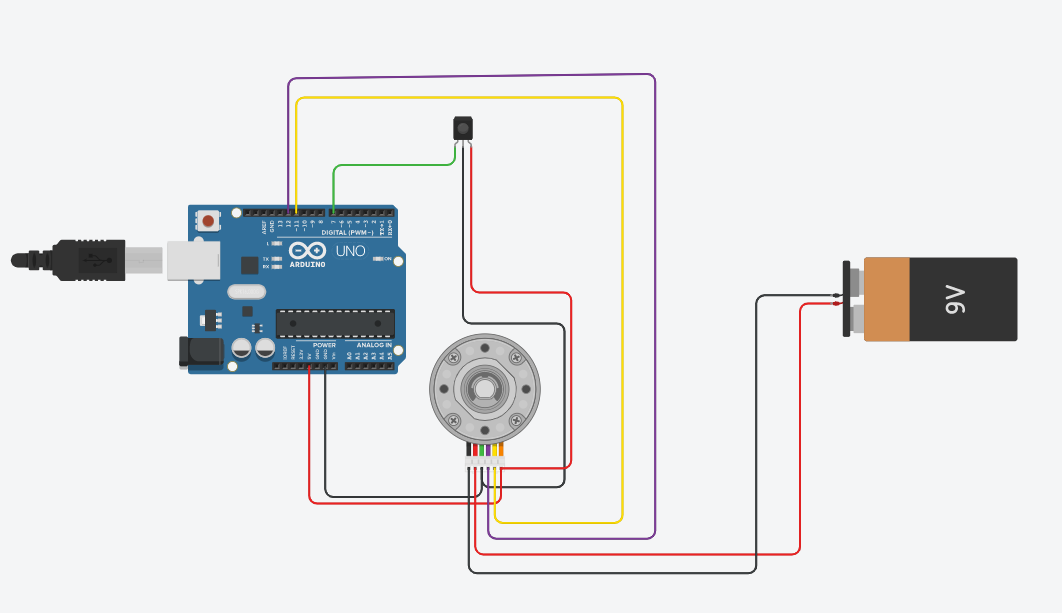 AREF
GND
13
12
~11
~10
~9
8
7
~6
~5
4
~3
2
TX→1
RX←0
DIGITAL (PWM~)
L
TX
RX
ARDUINO
UNO
ON
POWER
ANALOG IN
IOREF
RESET
3.3V
5V
GND
GND
Vin
A0
A1
A2
A3
A4
A5
9V